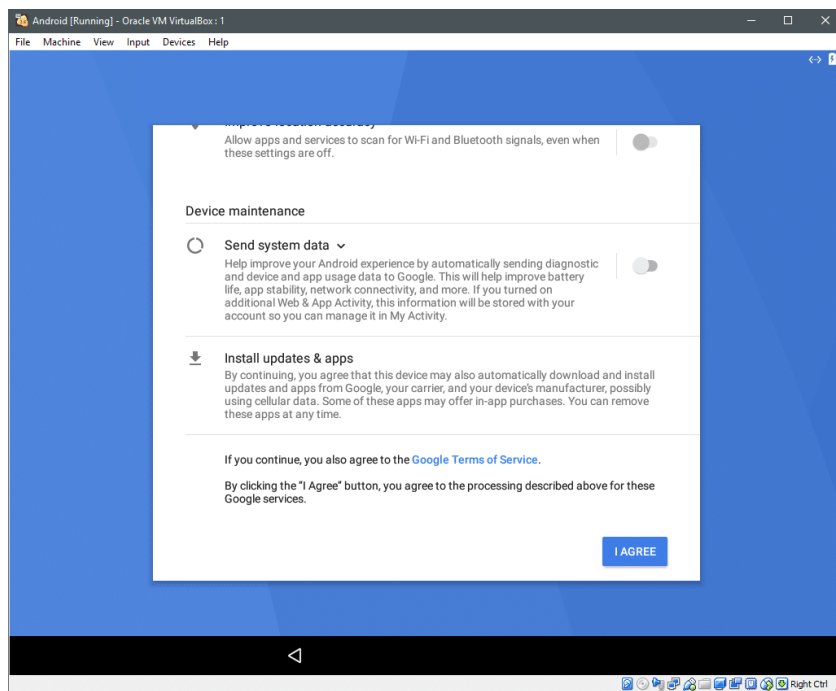 Android [Running] - Oracle VM VirtualBox : 1
File Machine View Input Devices Help
Improve location accuracy
Allow apps and services to scan for Wi-Fi and Bluetooth signals, even when
these settings are off.
Device maintenance
Send system data
Help improve your Android experience by automatically sending diagnostic
and device and app usage data to Google. This will help improve battery
life, app stability, network connectivity, and more. If you turned on
additional Web & App Activity, this information will be stored with your
account so you can manage it in My Activity.
Install updates & apps
By continuing, you agree that this device may also automatically download and install
updates and apps from Google, your carrier, and your device's manufacturer, possibly
using cellular data. Some of these apps may offer in-app purchases. You can remove
these apps at any time.
If you continue, you also agree to the Google Terms of Service.
By clicking the “I Agree” button, you agree to the processing described above for these
Google services.
I AGREE
Right Ctrl